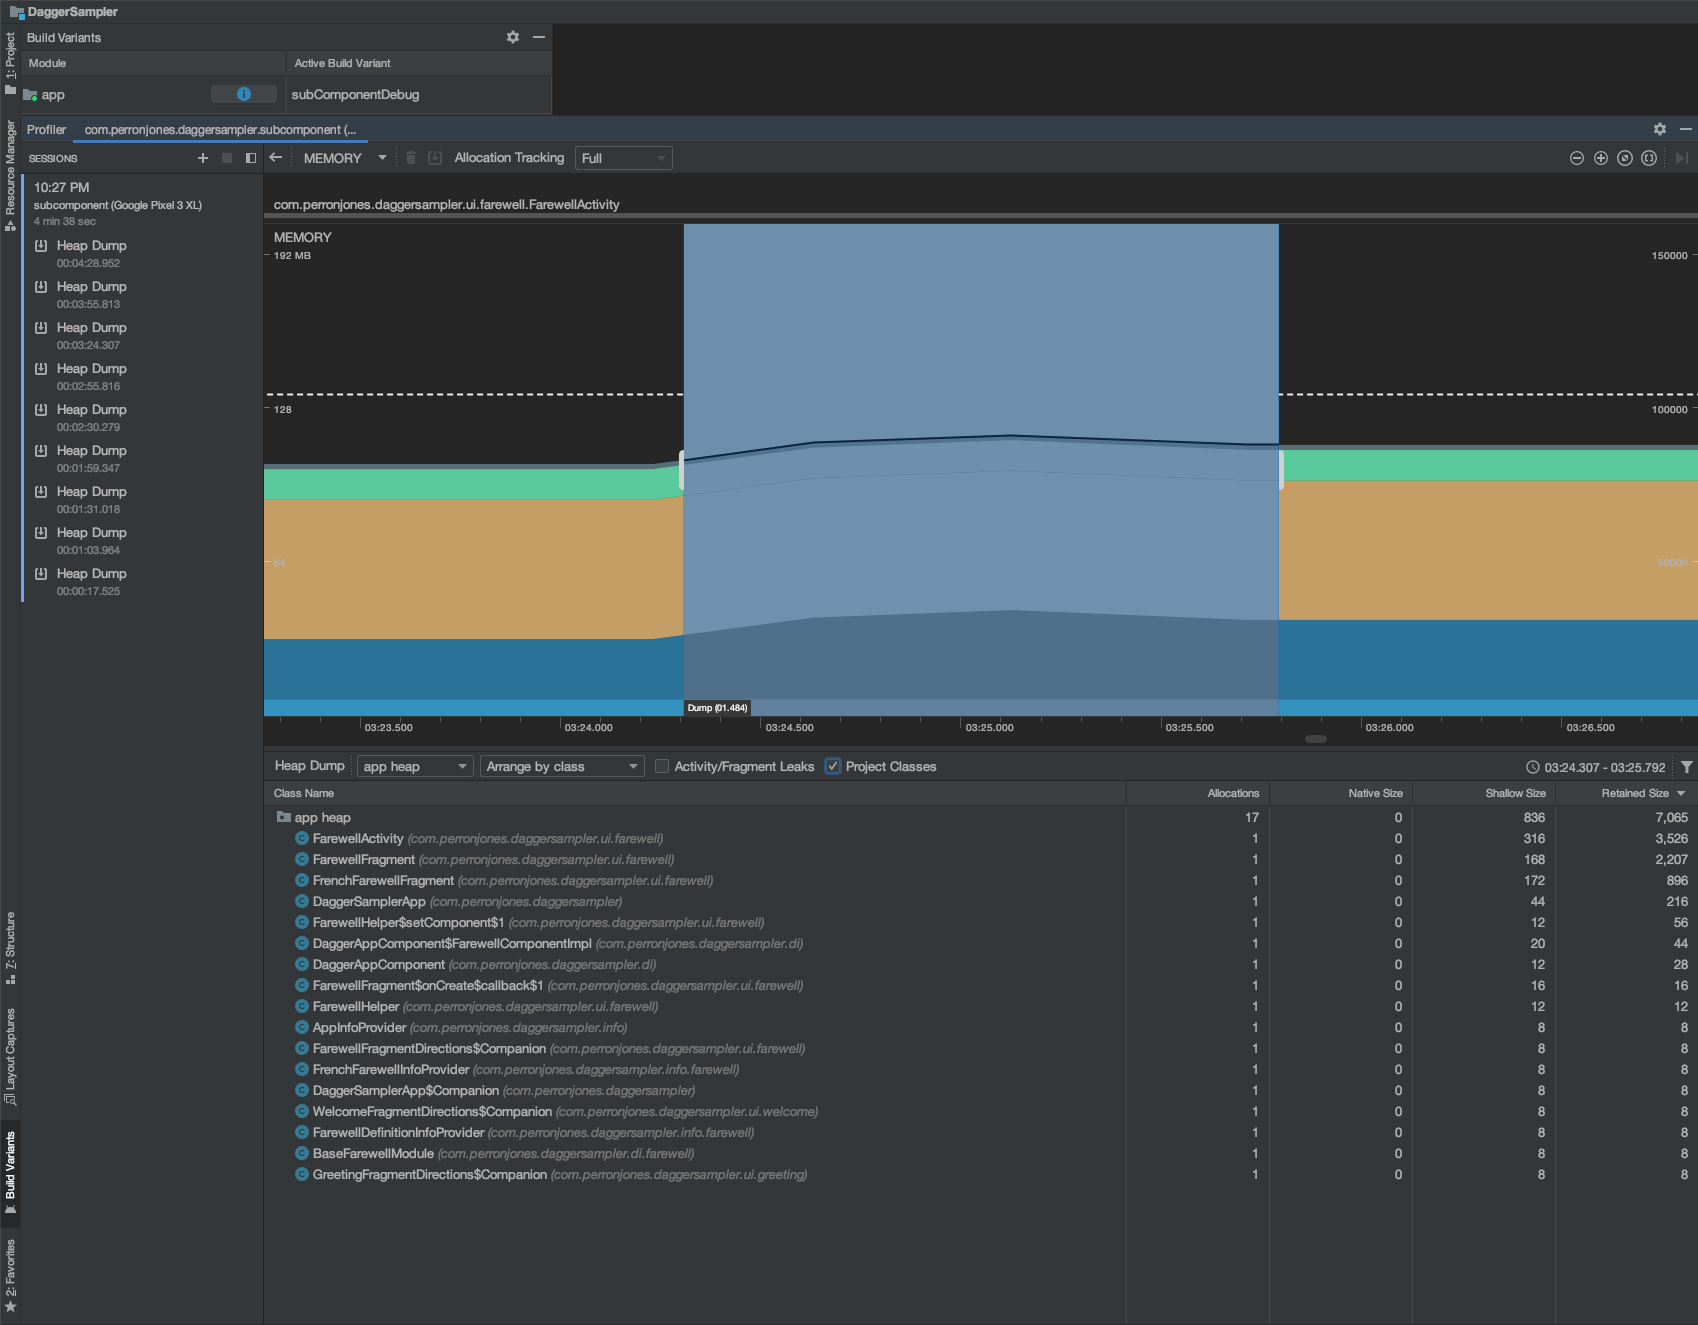 DaggerSampler
Build Variants
Module Active Build Variant
app subComponentDebug
Profiler com.perronjones.daggersampler.subcomponent (...
SESSIONS
MEMORY Allocation Tracking Full
10:27 PM
subcomponent (Google Pixel 3 XL)
4 min 38 sec
Heap Dump
00:04:28.952
Heap Dump
00:03:55.813
Heap Dump
00:03:24.307
Heap Dump
00:02:55.816
Heap Dump
00:02:30.279
Heap Dump
00:01:59.347
Heap Dump
00:01:31.018
Heap Dump
00:01:03.964
Heap Dump
00:00:17.525
com.perronjones.daggersampler.ui.farewell.FarewellActivity
MEMORY
192 MB 150000
128 100000
64 50000
Dump (01.484)
03:23.500 03:24.000 03:24.500 03:25.000 03:25.500 03:26.000 03:26.500
Heap Dump app heap Arrange by class Activity/Fragment Leaks Project Classes 03:24.307 - 03:25.792
Class Name Allocations Native Size Shallow Size Retained Size
app heap 17 0 836 7,065
FarewellActivity (com.perronjones.daggersampler.ui.farewell) 1 0 316 3,526
FarewellFragment (com.perronjones.daggersampler.ui.farewell) 1 0 168 2,207
FrenchFarewellFragment (com.perronjones.daggersampler.ui.farewell) 1 0 172 896
DaggerSamplerApp (com.perronjones.daggersampler) 1 0 44 216
FarewellHelper$setComponent$1 (com.perronjones.daggersampler.ui.farewell) 1 0 12 56
DaggerAppComponent$FarewellComponentImpl (com.perronjones.daggersampler.di) 1 0 20 44
DaggerAppComponent (com.perronjones.daggersampler.di) 1 0 12 28
FarewellFragment$onCreate$callback$1 (com.perronjones.daggersampler.ui.farewell) 1 0 16 16
FarewellHelper (com.perronjones.daggersampler.ui.farewell) 1 0 12 12
AppInfoProvider (com.perronjones.daggersampler.info) 1 0 8 8
FarewellFragmentDirections$Companion (com.perronjones.daggersampler.ui.farewell) 1 0 8 8
FrenchFarewellInfoProvider (com.perronjones.daggersampler.info.farewell) 1 0 8 8
DaggerSamplerApp$Companion (com.perronjones.daggersampler) 1 0 8 8
WelcomeFragmentDirections$Companion (com.perronjones.daggersampler.ui.welcome) 1 0 8 8
FarewellDefinitionInfoProvider (com.perronjones.daggersampler.info.farewell) 1 0 8 8
BaseFarewellModule (com.perronjones.daggersampler.di.farewell) 1 0 8 8
GreetingFragmentDirections$Companion (com.perronjones.daggersampler.ui.greeting) 1 0 8 8
1: Project
Resource Manager
7: Structure
Layout Captures
Build Variants
2: Favorites